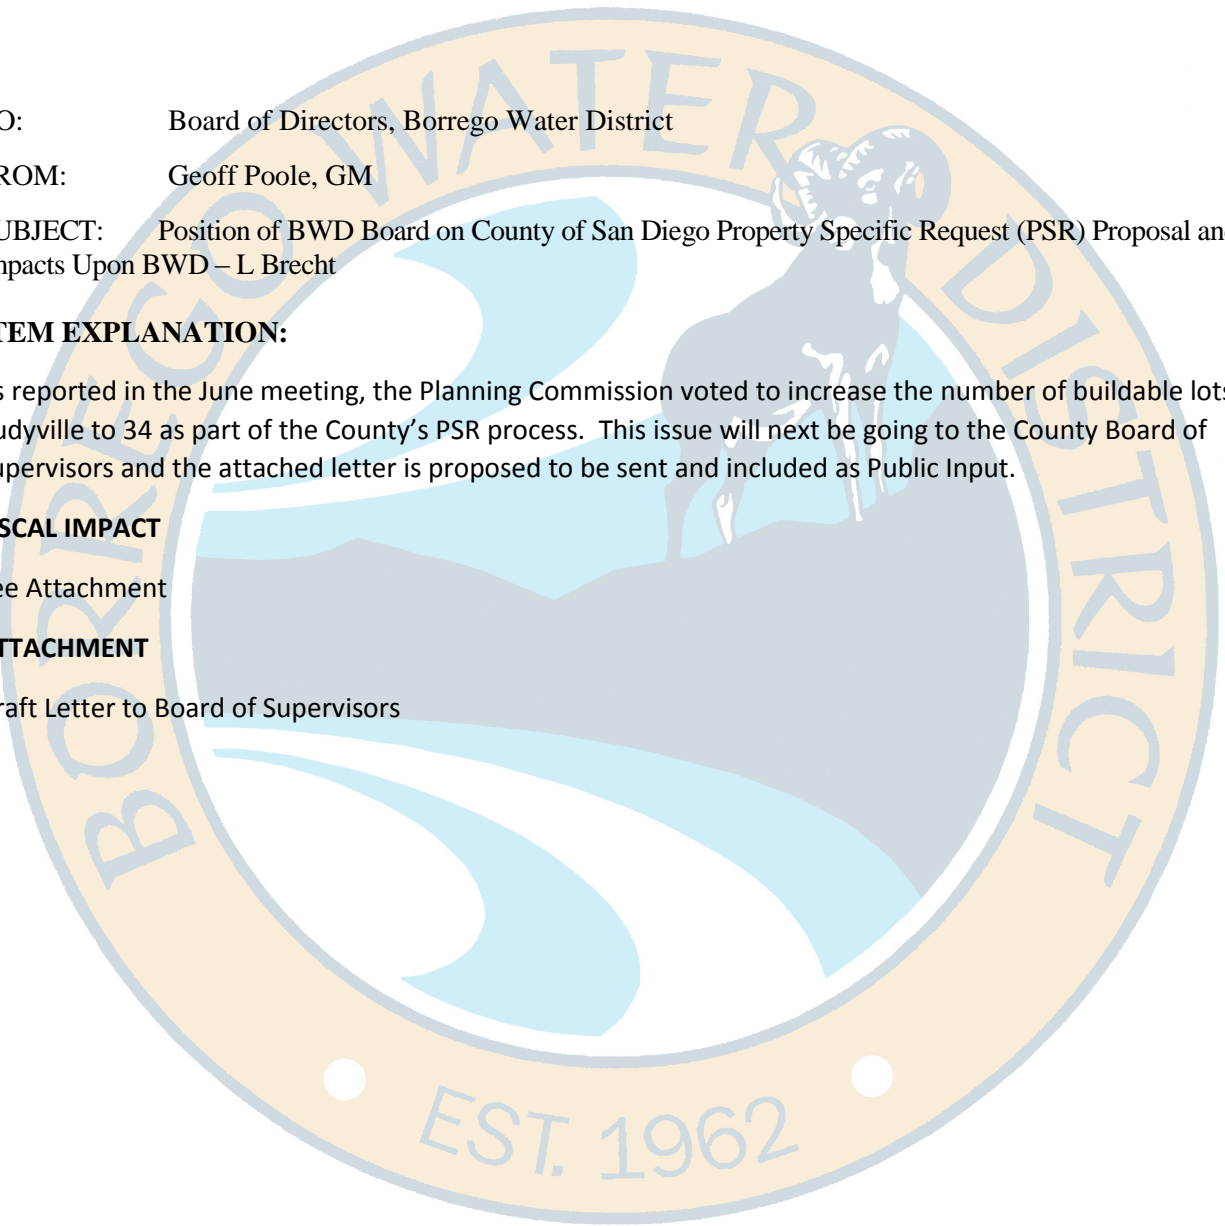 O: Board of Directors, Borrego Water District
ROM: Geoff Poole, GM
UBJECT: Position of BWD Board on County of San Diego Property Specific Request (PSR) Proposal an
mpacts Upon BWD – L Brecht
TEM EXPLANATION:
s reported in the June meeting, the Planning Commission voted to increase the number of buildable lots
udyville to 34 as part of the County’s PSR process. This issue will next be going to the County Board of
upervisors and the attached letter is proposed to be sent and included as Public Input.
ISCAL IMPACT
ee Attachment
TTACHMENT
raft Letter to Board of Supervisors
BORREGO WATER DISTRICT
EST. 1962